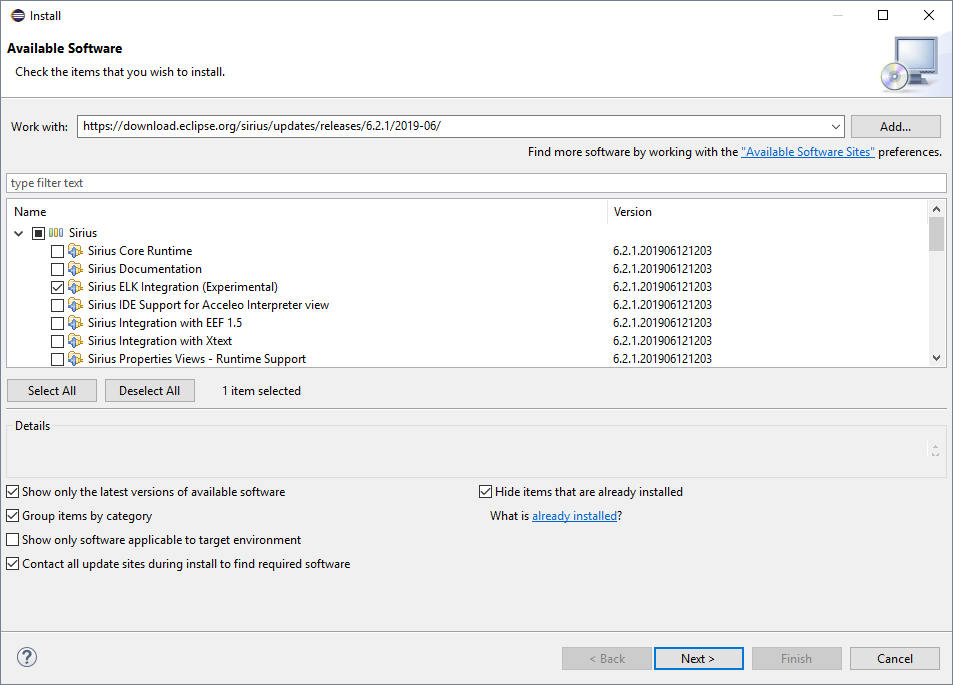 Install
Available Software
Check the items that you wish to install.
Work with: https://download.eclipse.org/sirius/updates/releases/6.2.1/2019-06/ Add...
Find more software by working with the "Available Software Sites" preferences.
type filter text
Name Version
Sirius
Sirius Core Runtime 6.2.1.201906121203
Sirius Documentation 6.2.1.201906121203
Sirius ELK Integration (Experimental) 6.2.1.201906121203
Sirius IDE Support for Acceleo Interpreter view 6.2.1.201906121203
Sirius Integration with EEF 1.5 6.2.1.201906121203
Sirius Integration with Xtext 6.2.1.201906121203
Sirius Properties Views - Runtime Support 6.2.1.201906121203
Select All Deselect All 1 item selected
Details
Show only the latest versions of available software Hide items that are already installed
Group items by category What is already installed?
Show only software applicable to target environment
Contact all update sites during install to find required software
? < Back Next > Finish Cancel